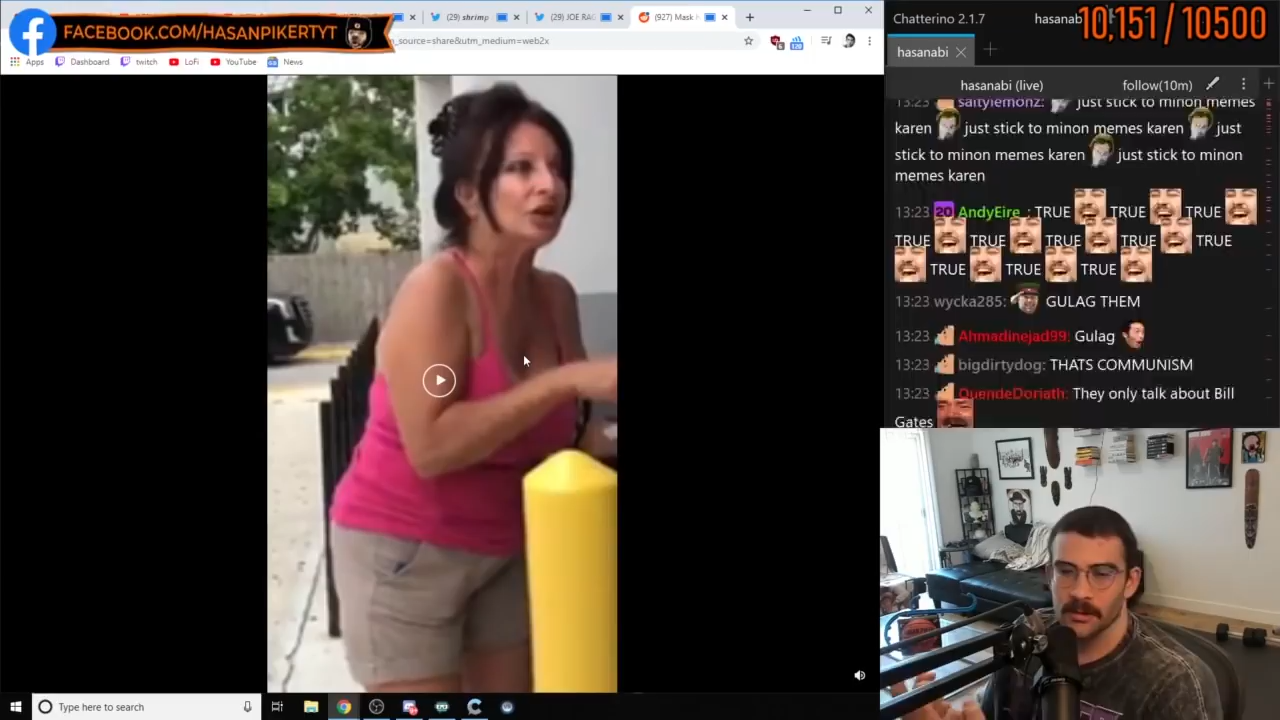 FACEBOOK.COM/HASANPIKERTYT
(29) shrimp
(29) JOE RAG
(927) Mask
m_source=share&utm_medium=web2x
Apps
Dashboard
twitch
LoFi
YouTube
News
Chatterino 2.1.7
hasanab
10,151 / 10500
hasanabi
hasanabi (live)
follow(10m)
13:23 saltylemonz: just stick to minon memes
karen just stick to minon memes karen just
stick to minon memes karen just stick to minon
memes karen
13:23 20 AndyEire : TRUE TRUE TRUE
TRUE TRUE TRUE TRUE TRUE
TRUE TRUE TRUE
13:23 wycka285: GULAG THEM
13:23 Ahmadinejad99: Gulag
13:23 bigdirtydog: THATS COMMUNISM
13:23 QuendeDoriath: They only talk about Bill
Gates
Type here to search